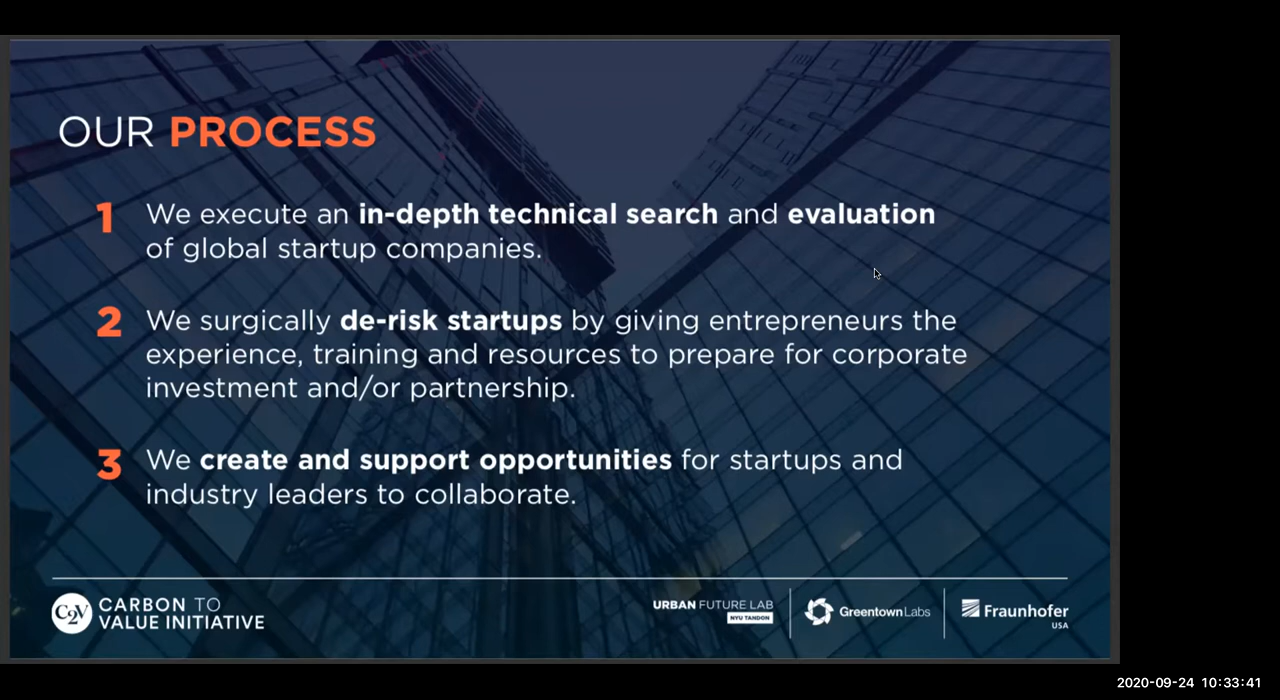 OUR PROCESS
1 We execute an in-depth technical search and evaluation
of global startup companies.
2 We surgically de-risk startups by giving entrepreneurs the
experience, training and resources to prepare for corporate
investment and/or partnership.
3 We create and support opportunities for startups and
industry leaders to collaborate.
C2V CARBON TO
VALUE INITIATIVE
URBAN FUTURE LAB
NYU TANDON
GreentownLabs
Fraunhofer
USA
2020-09-24 10:33:41